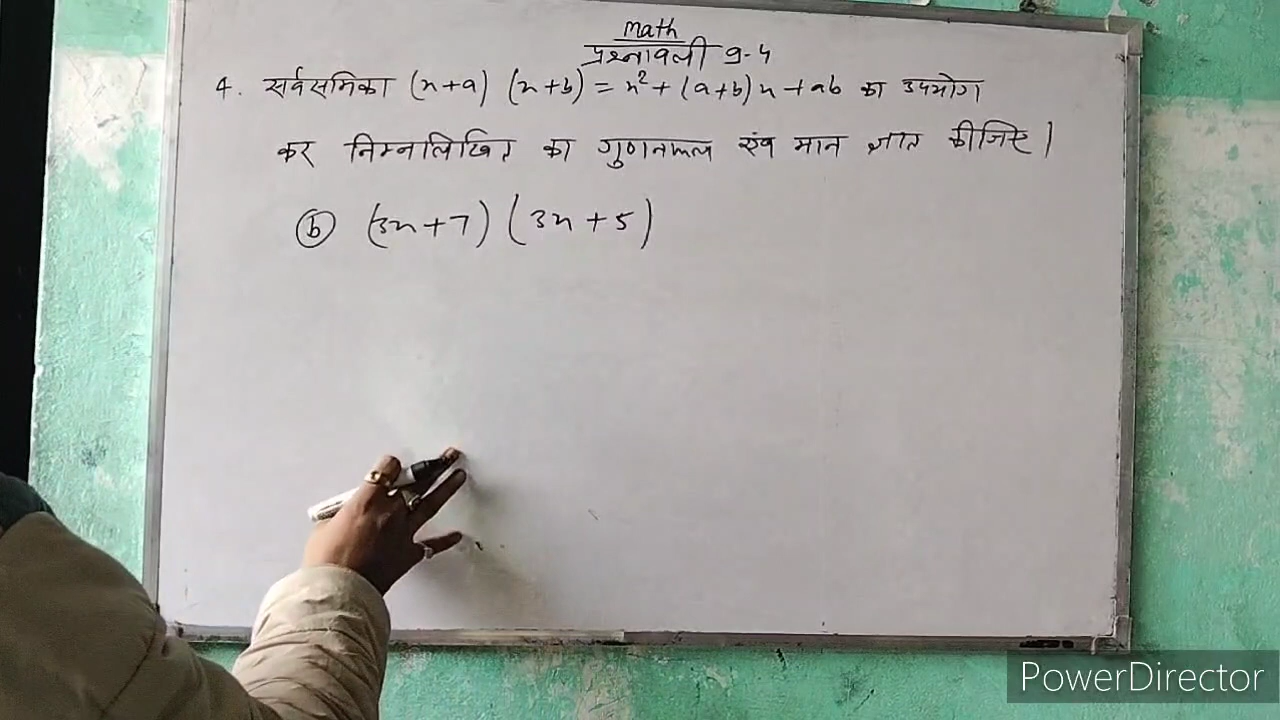 Math
प्रश्नावली 9.4
4. सर्वसमिका (x+a) (x+b) = x² + (a+b)x + ab का उपयोग
कर निम्नलिखित का गुणनफल एंव मान ज्ञात कीजिए।
ⓑ (3x+7) (3x+5)
PowerDirector